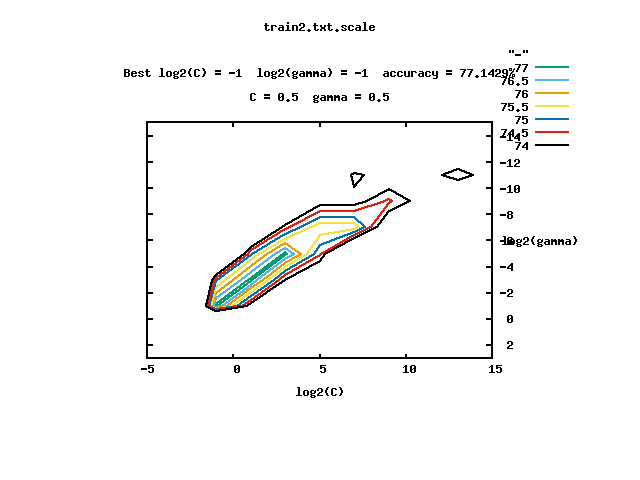 train2.txt.scale
"-"
Best log2(C) = -1  log2(gamma) = -1  accuracy = 77.1429%
77
76.5
C = 0.5  gamma = 0.5
76
75.5
75
74.5
74
-14
-12
-10
-8
-6
log2(gamma)
-4
-2
0
2
-5 0 5 10 15
log2(C)